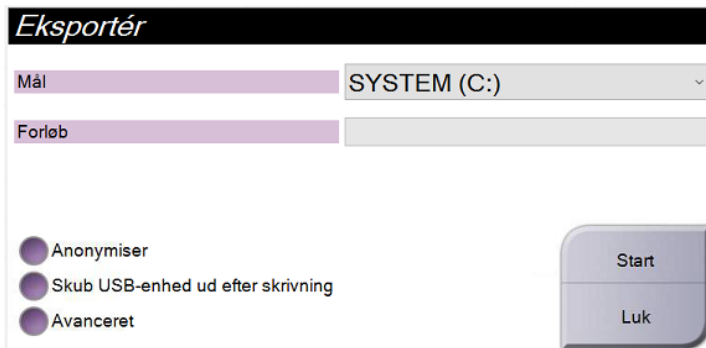 Eksportér
Mål
SYSTEM (C:)
Forløb
Anonymiser
Skub USB-enhed ud efter skrivning
Avanceret
Start
Luk